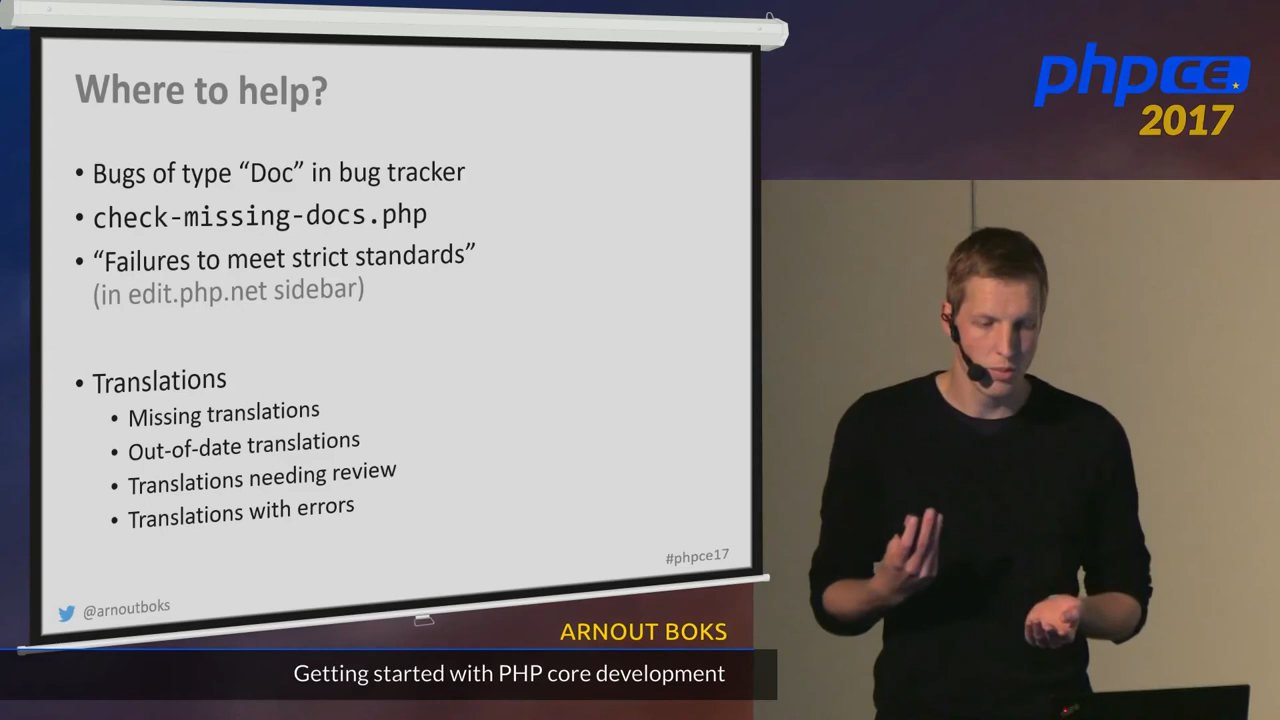 Where to help?
• Bugs of type “Doc” in bug tracker
• check-missing-docs.php
• “Failures to meet strict standards”
(in edit.php.net sidebar)
• Translations
• Missing translations
• Out-of-date translations
• Translations needing review
• Translations with errors
#phpce17
@arnoutboks
php CE
2017
ARNOUT BOKS
Getting started with PHP core development